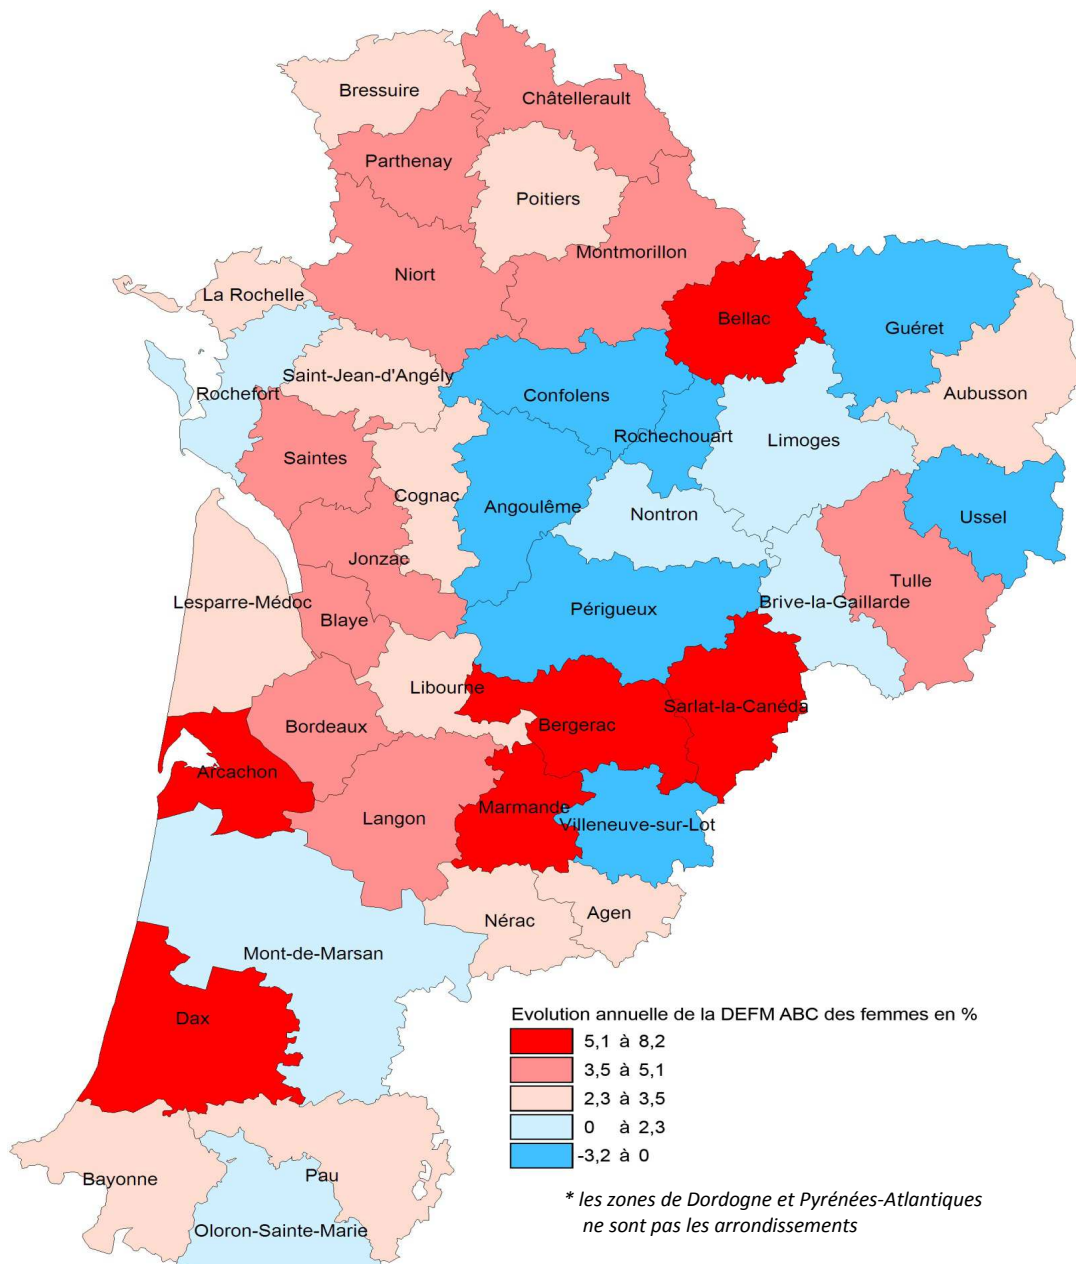 Bressuire
Châtellerault
Parthenay
Poitiers
Montmorillon
Niort
La Rochelle
Bellac
Guéret
Saint-Jean-d'Angély
Rochefort
Confolens
Aubusson
Rochechouart
Limoges
Saintes
Cognac
Angoulême
Nontron
Ussel
Jonzac
Tulle
Lesparre-Médoc
Blaye
Périgueux
Brive-la-Gaillarde
Libourne
Sarlat-la-Canéda
Bordeaux
Bergerac
Arcachon
Langon
Marmande
Villeneuve-sur-Lot
Nérac
Agen
Mont-de-Marsan
Dax
Evolution annuelle de la DEFM ABC des femmes en %
5,1 à 8,2
3,5 à 5,1
2,3 à 3,5
0 à 2,3
-3,2 à 0
Bayonne
Pau
Oloron-Sainte-Marie
* les zones de Dordogne et Pyrénées-Atlantiques
ne sont pas les arrondissements